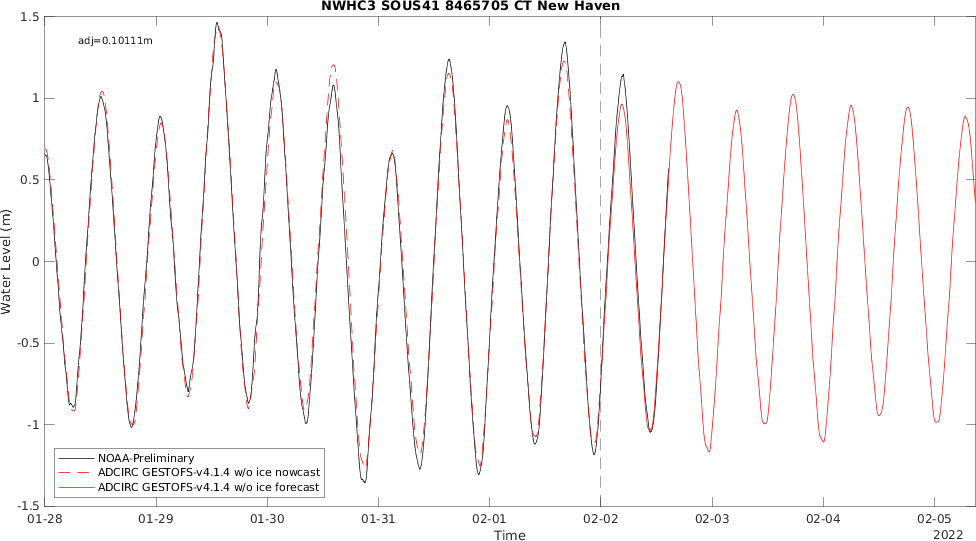 NWHC3 SOUS41 8465705 CT New Haven
adj=0.10111m
1.5
1
0.5
0
-0.5
-1
-1.5
Water Level (m)
NOAA-Preliminary
ADCIRC GESTOFS-v4.1.4 w/o ice nowcast
ADCIRC GESTOFS-v4.1.4 w/o ice forecast
01-28 01-29 01-30 01-31 02-01 02-02 02-03 02-04 02-05
Time
2022